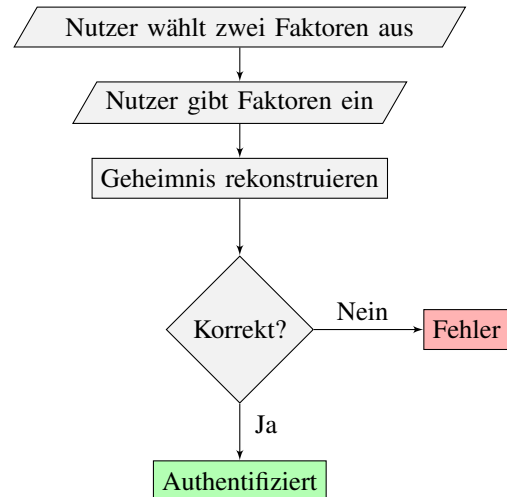 Nutzer wählt zwei Faktoren aus
Nutzer gibt Faktoren ein
Geheimnis rekonstruieren
Korrekt?
Nein
Fehler
Ja
Authentifiziert